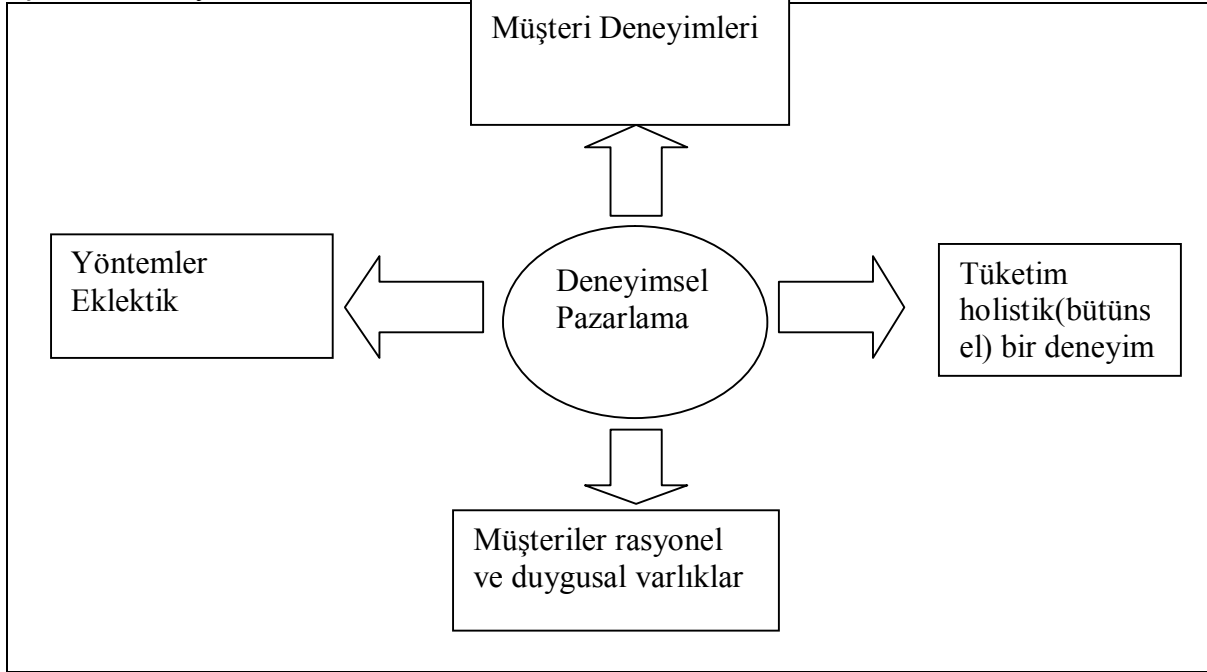 Müşteri Deneyimleri
Yöntemler
Eklektik
Deneyimsel
Pazarlama
Tüketim
holistik(bütüns
el) bir deneyim
Müşteriler rasyonel
ve duygusal varlıklar